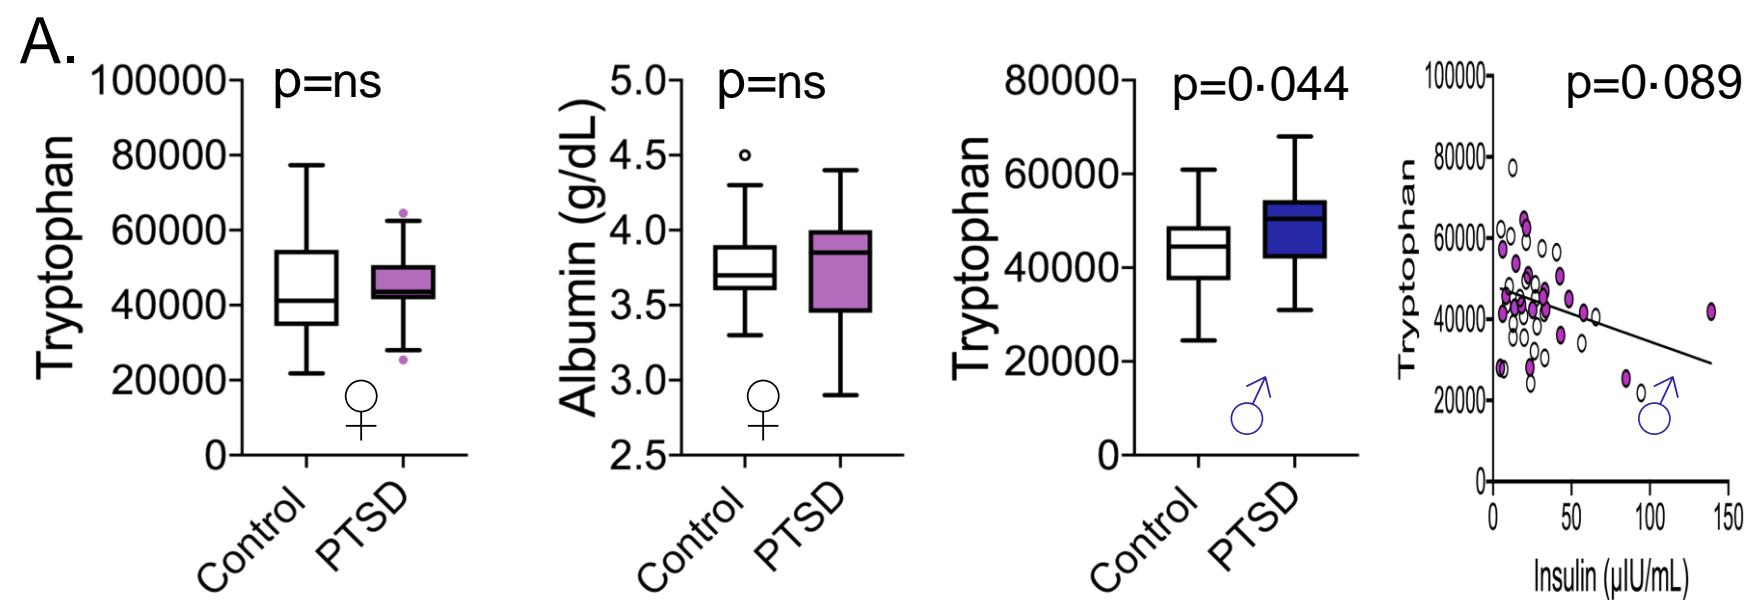 A.
p=ns
100000
80000
60000
40000
20000
0
Tryptophan
Control
PTSD
p=ns
5.0
4.5
4.0
3.5
3.0
2.5
Albumin (g/dL)
Control
PTSD
p=0·044
80000
60000
40000
20000
0
Tryptophan
Control
PTSD
p=0·089
100000
80000
60000
40000
20000
0
Tryptophan
0
50
100
150
Insulin (µIU/mL)